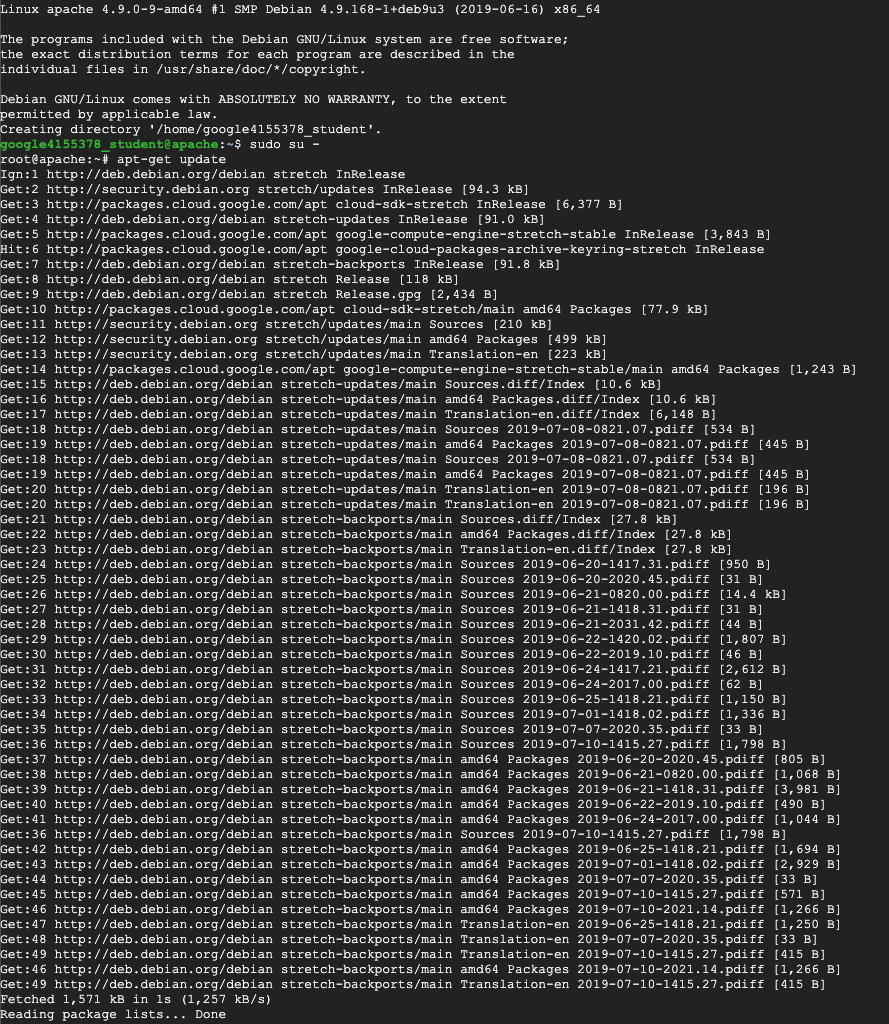 Linux apache 4.9.0-9-amd64 #1 SMP Debian 4.9.168-1+deb9u3 (2019-06-16) x86_64
The programs included with the Debian GNU/Linux system are free software;
the exact distribution terms for each program are described in the
individual files in /usr/share/doc/*/copyright.
Debian GNU/Linux comes with ABSOLUTELY NO WARRANTY, to the extent
permitted by applicable law.
Creating directory '/home/google4155378_student'.
google4155378_student@apache:~$ sudo su -
root@apache:~# apt-get update
Ign:1 http://deb.debian.org/debian stretch InRelease
Get:2 http://security.debian.org stretch/updates InRelease [94.3 kB]
Get:3 http://packages.cloud.google.com/apt cloud-sdk-stretch InRelease [6,377 B]
Get:4 http://deb.debian.org/debian stretch-updates InRelease [91.0 kB]
Get:5 http://packages.cloud.google.com/apt google-compute-engine-stretch-stable InRelease [3,843 B]
Hit:6 http://packages.cloud.google.com/apt google-cloud-packages-archive-keyring-stretch InRelease
Get:7 http://deb.debian.org/debian stretch-backports InRelease [91.8 kB]
Get:8 http://deb.debian.org/debian stretch Release [118 kB]
Get:9 http://deb.debian.org/debian stretch Release.gpg [2,434 B]
Get:10 http://packages.cloud.google.com/apt cloud-sdk-stretch/main amd64 Packages [77.9 kB]
Get:11 http://security.debian.org stretch/updates/main Sources [210 kB]
Get:12 http://security.debian.org stretch/updates/main amd64 Packages [499 kB]
Get:13 http://security.debian.org stretch/updates/main Translation-en [223 kB]
Get:14 http://packages.cloud.google.com/apt google-compute-engine-stretch-stable/main amd64 Packages [1,243 B]
Get:15 http://deb.debian.org/debian stretch-updates/main Sources.diff/Index [10.6 kB]
Get:16 http://deb.debian.org/debian stretch-updates/main amd64 Packages.diff/Index [10.6 kB]
Get:17 http://deb.debian.org/debian stretch-updates/main Translation-en.diff/Index [6,148 B]
Get:18 http://deb.debian.org/debian stretch-updates/main Sources 2019-07-08-0821.07.pdiff [534 B]
Get:19 http://deb.debian.org/debian stretch-updates/main amd64 Packages 2019-07-08-0821.07.pdiff [445 B]
Get:18 http://deb.debian.org/debian stretch-updates/main Sources 2019-07-08-0821.07.pdiff [534 B]
Get:19 http://deb.debian.org/debian stretch-updates/main amd64 Packages 2019-07-08-0821.07.pdiff [445 B]
Get:20 http://deb.debian.org/debian stretch-updates/main Translation-en 2019-07-08-0821.07.pdiff [196 B]
Get:20 http://deb.debian.org/debian stretch-updates/main Translation-en 2019-07-08-0821.07.pdiff [196 B]
Get:21 http://deb.debian.org/debian stretch-backports/main Sources.diff/Index [27.8 kB]
Get:22 http://deb.debian.org/debian stretch-backports/main amd64 Packages.diff/Index [27.8 kB]
Get:23 http://deb.debian.org/debian stretch-backports/main Translation-en.diff/Index [27.8 kB]
Get:24 http://deb.debian.org/debian stretch-backports/main Sources 2019-06-20-1417.31.pdiff [950 B]
Get:25 http://deb.debian.org/debian stretch-backports/main Sources 2019-06-20-2020.45.pdiff [31 B]
Get:26 http://deb.debian.org/debian stretch-backports/main Sources 2019-06-21-0820.00.pdiff [14.4 kB]
Get:27 http://deb.debian.org/debian stretch-backports/main Sources 2019-06-21-1418.31.pdiff [31 B]
Get:28 http://deb.debian.org/debian stretch-backports/main Sources 2019-06-21-2031.42.pdiff [44 B]
Get:29 http://deb.debian.org/debian stretch-backports/main Sources 2019-06-22-1420.02.pdiff [1,807 B]
Get:30 http://deb.debian.org/debian stretch-backports/main Sources 2019-06-22-2019.10.pdiff [46 B]
Get:31 http://deb.debian.org/debian stretch-backports/main Sources 2019-06-24-1417.21.pdiff [2,612 B]
Get:32 http://deb.debian.org/debian stretch-backports/main Sources 2019-06-24-2017.00.pdiff [62 B]
Get:33 http://deb.debian.org/debian stretch-backports/main Sources 2019-06-25-1418.21.pdiff [1,150 B]
Get:34 http://deb.debian.org/debian stretch-backports/main Sources 2019-07-01-1418.02.pdiff [1,336 B]
Get:35 http://deb.debian.org/debian stretch-backports/main Sources 2019-07-07-2020.35.pdiff [33 B]
Get:36 http://deb.debian.org/debian stretch-backports/main Sources 2019-07-10-1415.27.pdiff [1,798 B]
Get:37 http://deb.debian.org/debian stretch-backports/main amd64 Packages 2019-06-20-2020.45.pdiff [805 B]
Get:38 http://deb.debian.org/debian stretch-backports/main amd64 Packages 2019-06-21-0820.00.pdiff [1,068 B]
Get:39 http://deb.debian.org/debian stretch-backports/main amd64 Packages 2019-06-21-1418.31.pdiff [3,981 B]
Get:40 http://deb.debian.org/debian stretch-backports/main amd64 Packages 2019-06-22-2019.10.pdiff [490 B]
Get:41 http://deb.debian.org/debian stretch-backports/main amd64 Packages 2019-06-24-2017.00.pdiff [1,044 B]
Get:36 http://deb.debian.org/debian stretch-backports/main Sources 2019-07-10-1415.27.pdiff [1,798 B]
Get:42 http://deb.debian.org/debian stretch-backports/main amd64 Packages 2019-06-25-1418.21.pdiff [1,694 B]
Get:43 http://deb.debian.org/debian stretch-backports/main amd64 Packages 2019-07-01-1418.02.pdiff [2,929 B]
Get:44 http://deb.debian.org/debian stretch-backports/main amd64 Packages 2019-07-07-2020.35.pdiff [33 B]
Get:45 http://deb.debian.org/debian stretch-backports/main amd64 Packages 2019-07-10-1415.27.pdiff [571 B]
Get:46 http://deb.debian.org/debian stretch-backports/main amd64 Packages 2019-07-10-2021.14.pdiff [1,266 B]
Get:47 http://deb.debian.org/debian stretch-backports/main Translation-en 2019-06-25-1418.21.pdiff [1,250 B]
Get:48 http://deb.debian.org/debian stretch-backports/main Translation-en 2019-07-07-2020.35.pdiff [33 B]
Get:49 http://deb.debian.org/debian stretch-backports/main Translation-en 2019-07-10-1415.27.pdiff [415 B]
Get:46 http://deb.debian.org/debian stretch-backports/main amd64 Packages 2019-07-10-2021.14.pdiff [1,266 B]
Get:49 http://deb.debian.org/debian stretch-backports/main Translation-en 2019-07-10-1415.27.pdiff [415 B]
Fetched 1,571 kB in 1s (1,257 kB/s)
Reading package lists... Done